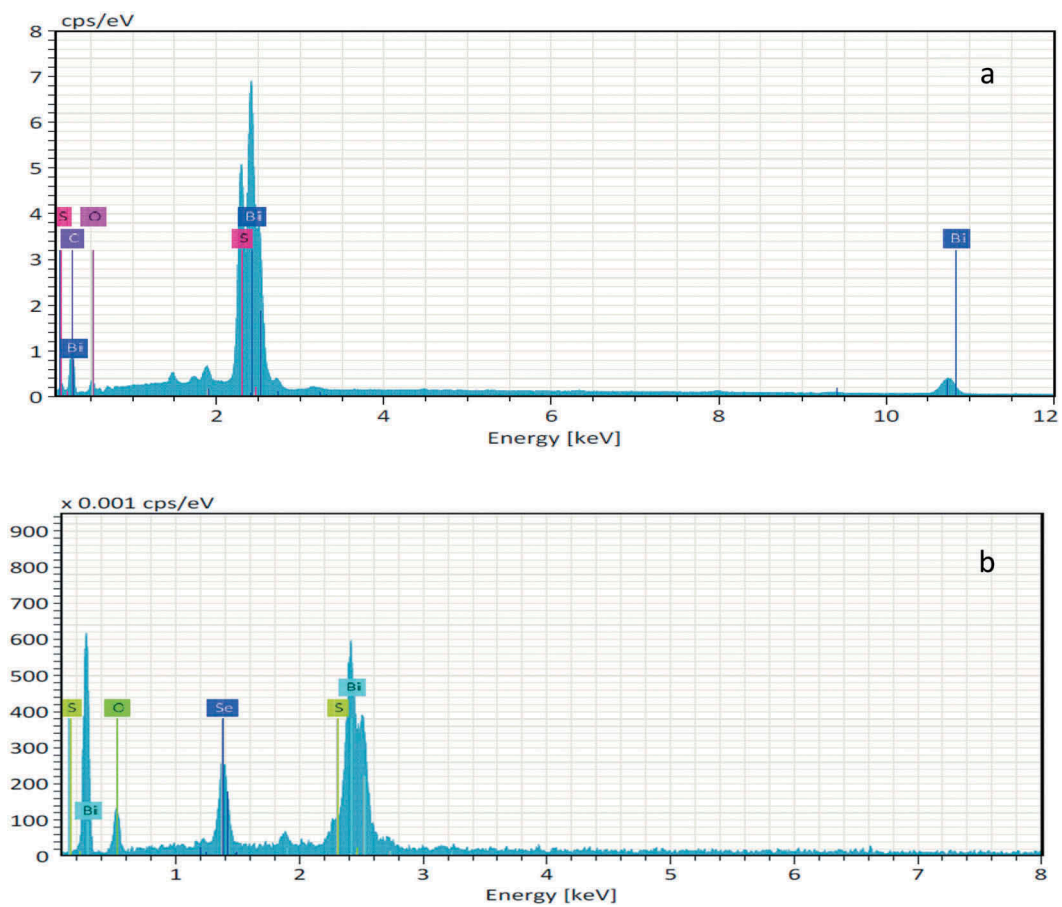 cps/eV
8
a
7
6
5
4
S O Bi
C S Bi
3
2
Bi
1
0
2 4 6 8 10 12
Energy [keV]
x 0.001 cps/eV
900
b
800
700
600
500
Bi
400
S O Se S
300
200
Bi
100
0
1 2 3 4 5 6 7 8
Energy [keV]